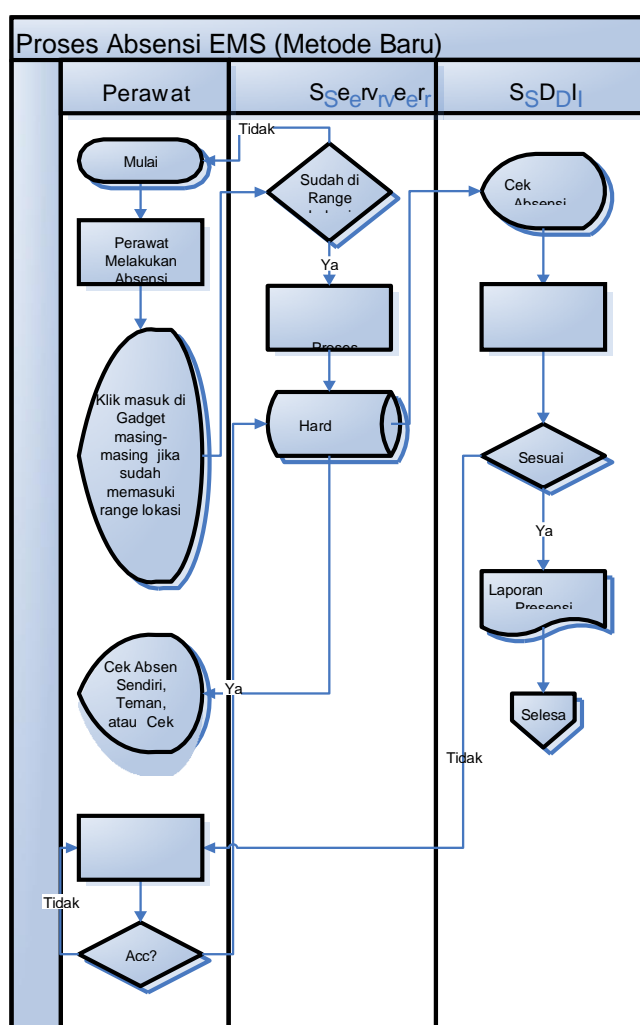 Proses Absensi EMS (Metode Baru)
Perawat
Server
SDI
Tidak
Mulai
Sudah di
Range
Cek
Absensi
Perawat
Melakukan
Absensi
Ya
Proses
Klik masuk di
Gadget
masing-
masing jika
sudah
memasuki
range lokasi
Hard
Sesuai
Ya
Laporan
Presensi
Cek Absen
Sendiri,
Teman,
atau Cek
Ya
Selesa
Tidak
Tidak
Acc?